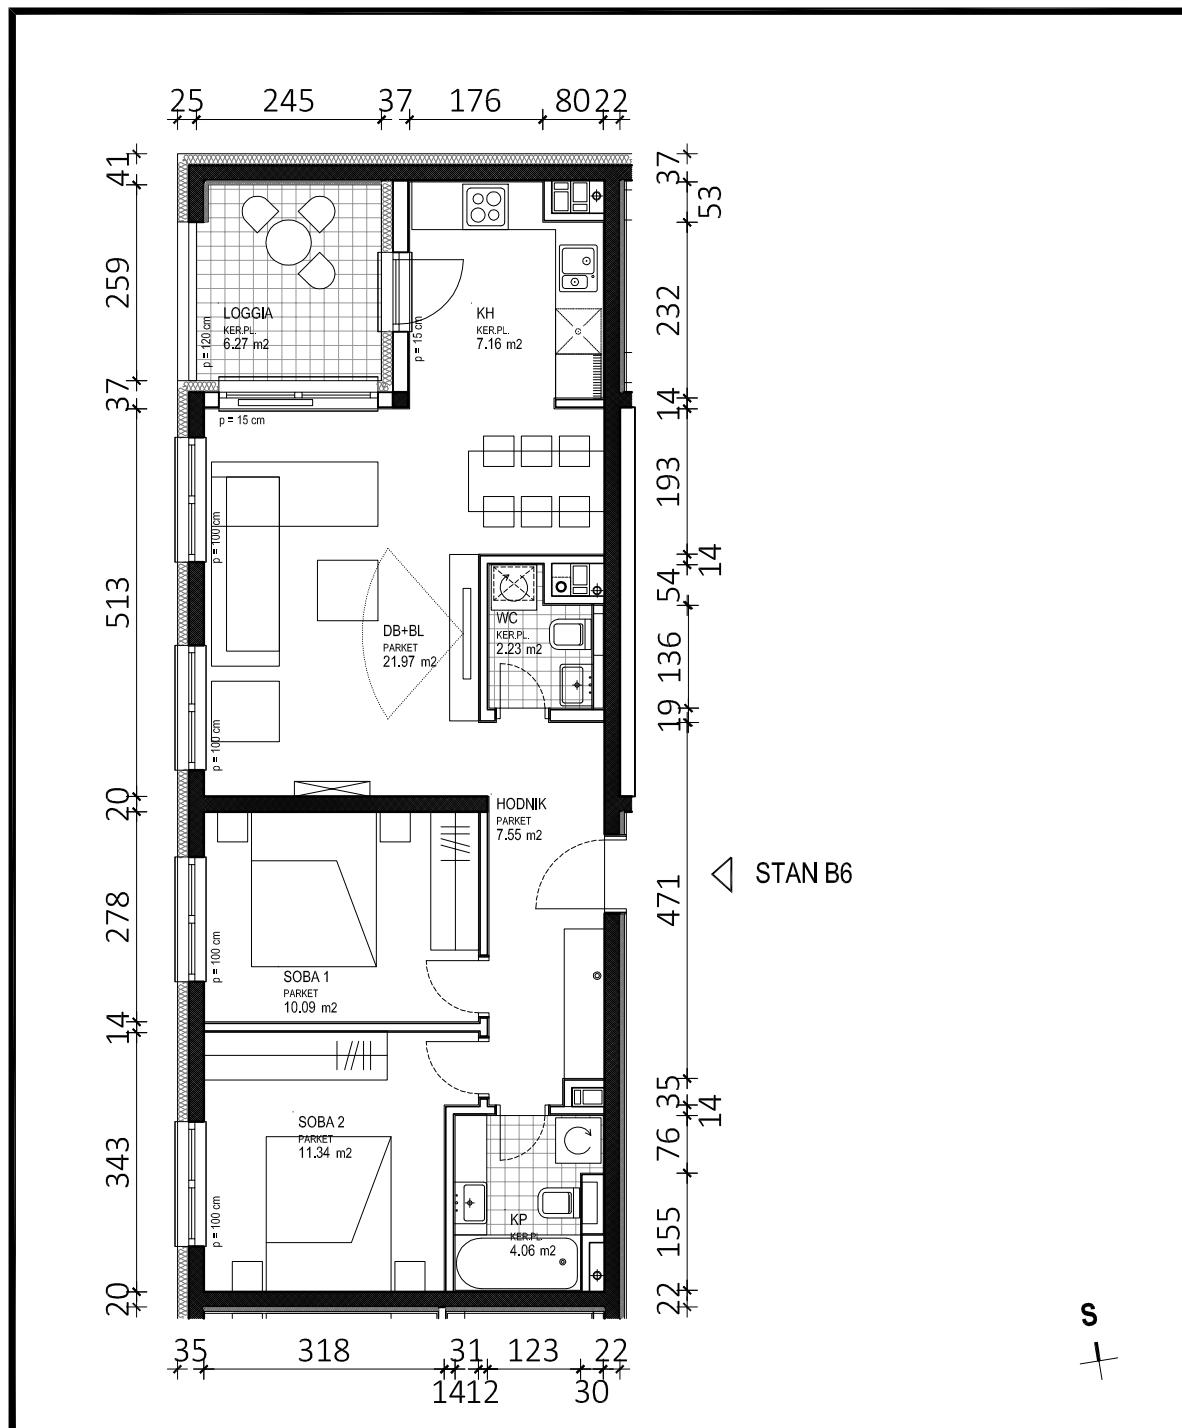 25 245 37 176 80 22
41
37
53
259
232
LOGGIA
KER.PL.
6.27 m2
p = 120 cm
KH
KER.PL.
7.16 m2
p = 15 cm
37
14
p = 15 cm
193
p = 100 cm
14
54
513
WC
KER.PL.
2.23 m2
DB+BL
PARKET
21.97 m2
136
19
p = 100 cm
20
HODNIK
PARKET
7.55 m2
STAN B6
278
471
p = 100 cm
SOBA 1
PARKET
10.09 m2
14
35
14
SOBA 2
PARKET
11.34 m2
76
343
p = 100 cm
KP
KER.PL.
4.06 m2
155
20
22
S
35 318 31 123 22
14 12 30